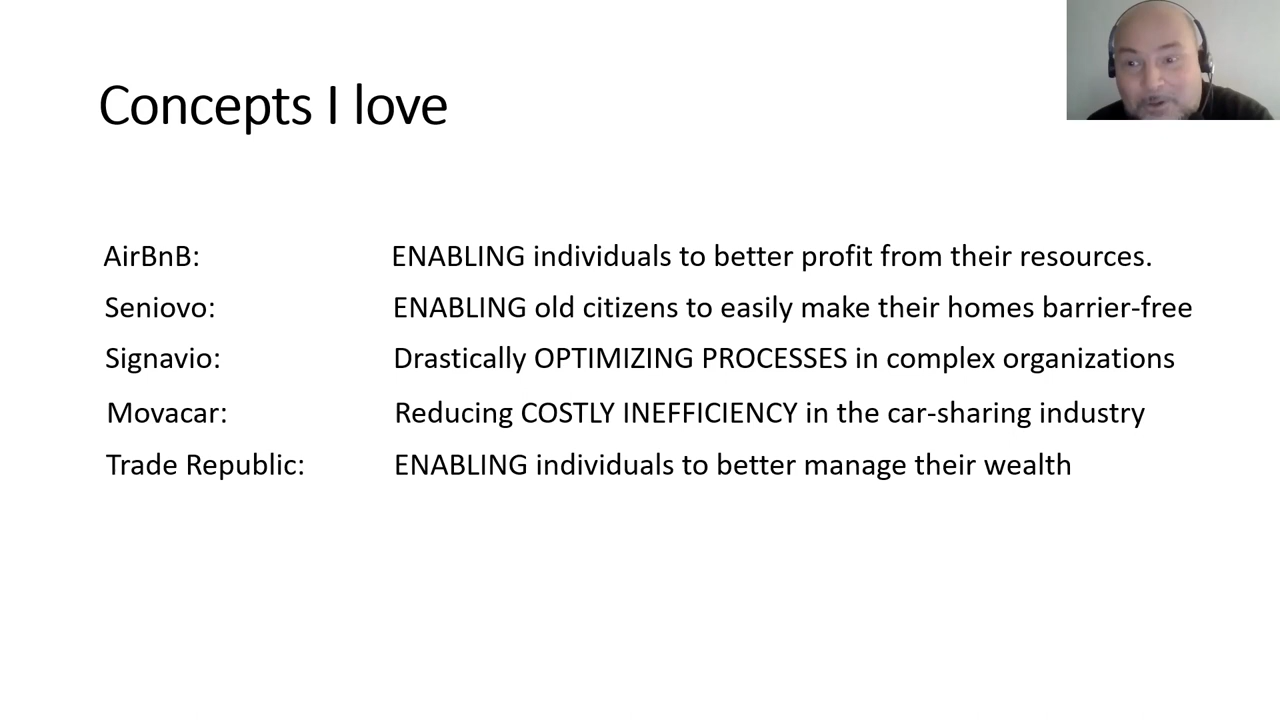 Concepts I love
AirBnB: ENABLING individuals to better profit from their resources.
Seniovo: ENABLING old citizens to easily make their homes barrier-free
Signavio: Drastically OPTIMIZING PROCESSES in complex organizations
Movacar: Reducing COSTLY INEFFICIENCY in the car-sharing industry
Trade Republic: ENABLING individuals to better manage their wealth